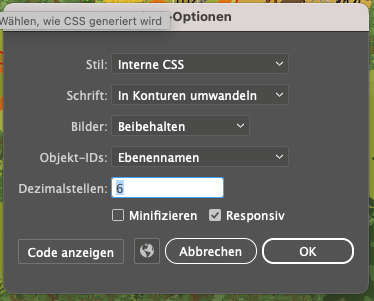 Wählen, wie CSS generiert wird
-Optionen
Stil: Interne CSS
Schrift: In Konturen umwandeln
Bilder: Beibehalten
Objekt-IDs: Ebenennamen
Dezimalstellen: 6
Minifizieren Responsiv
Code anzeigen Abbrechen OK